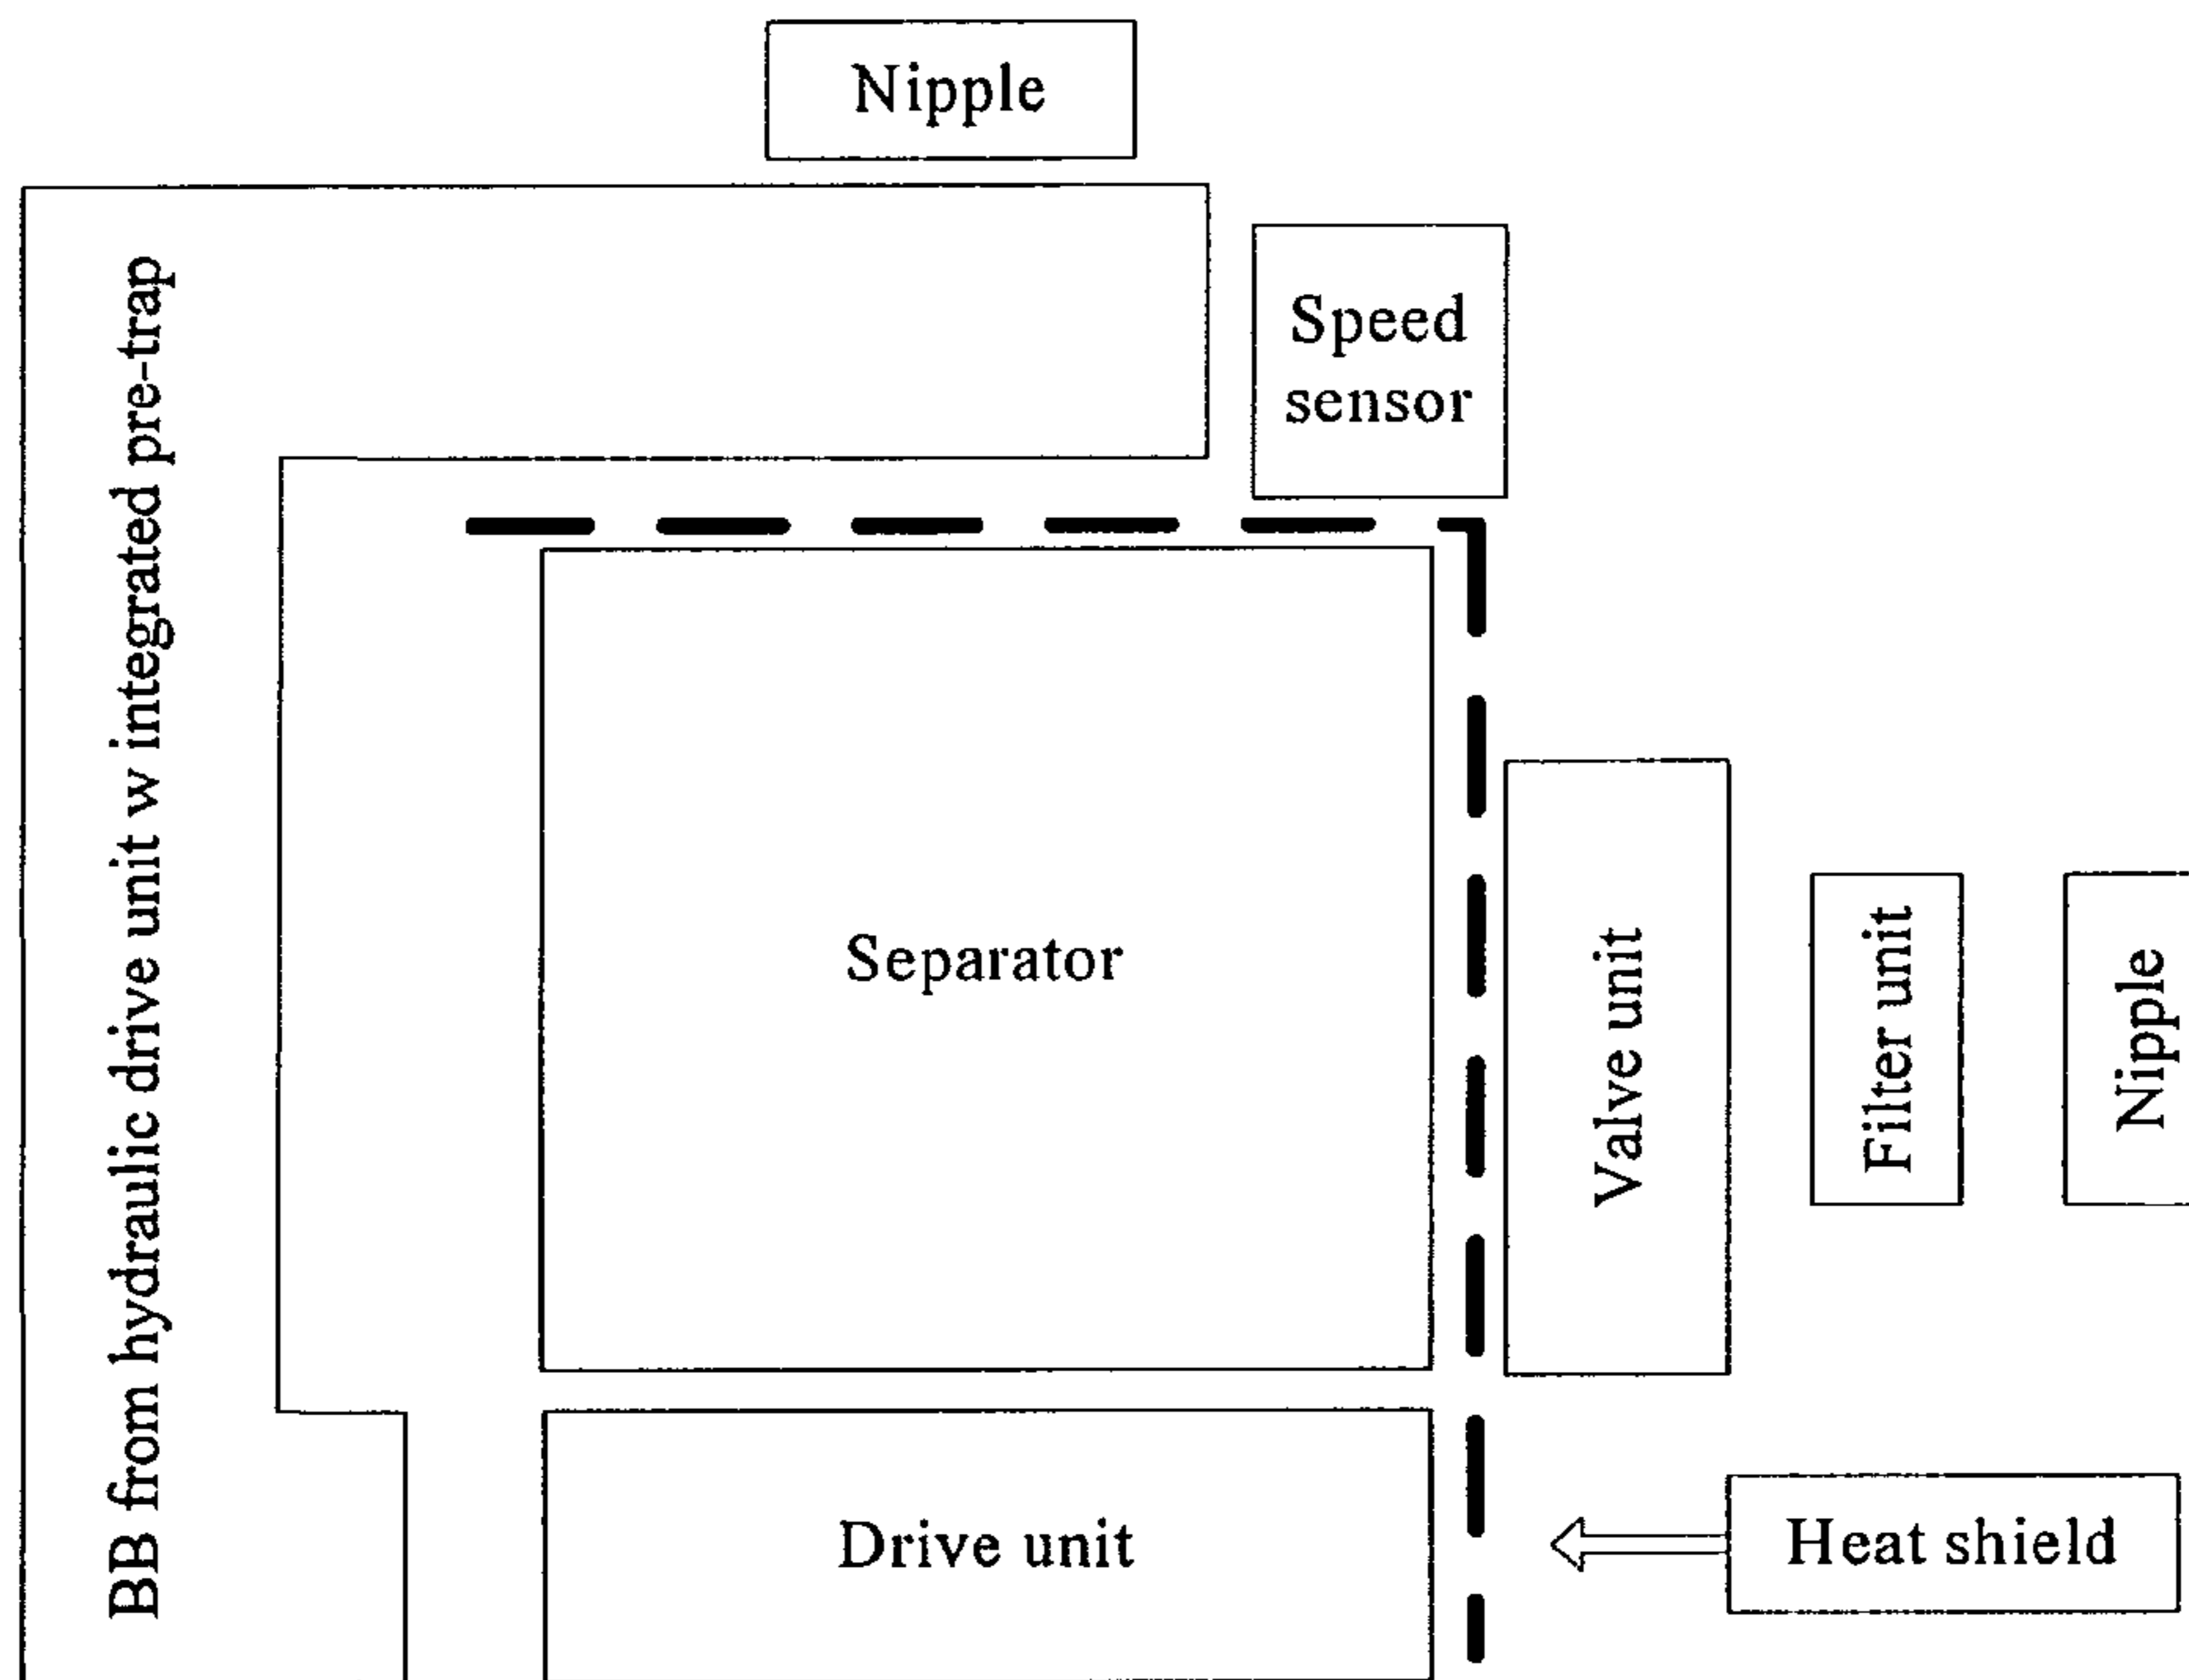 Nipple
Speed
sensor
BB from hydraulic drive unit w integrated pre-trap
Separator
Valve unit
Filter unit
Nipple
Drive unit
Heat shield